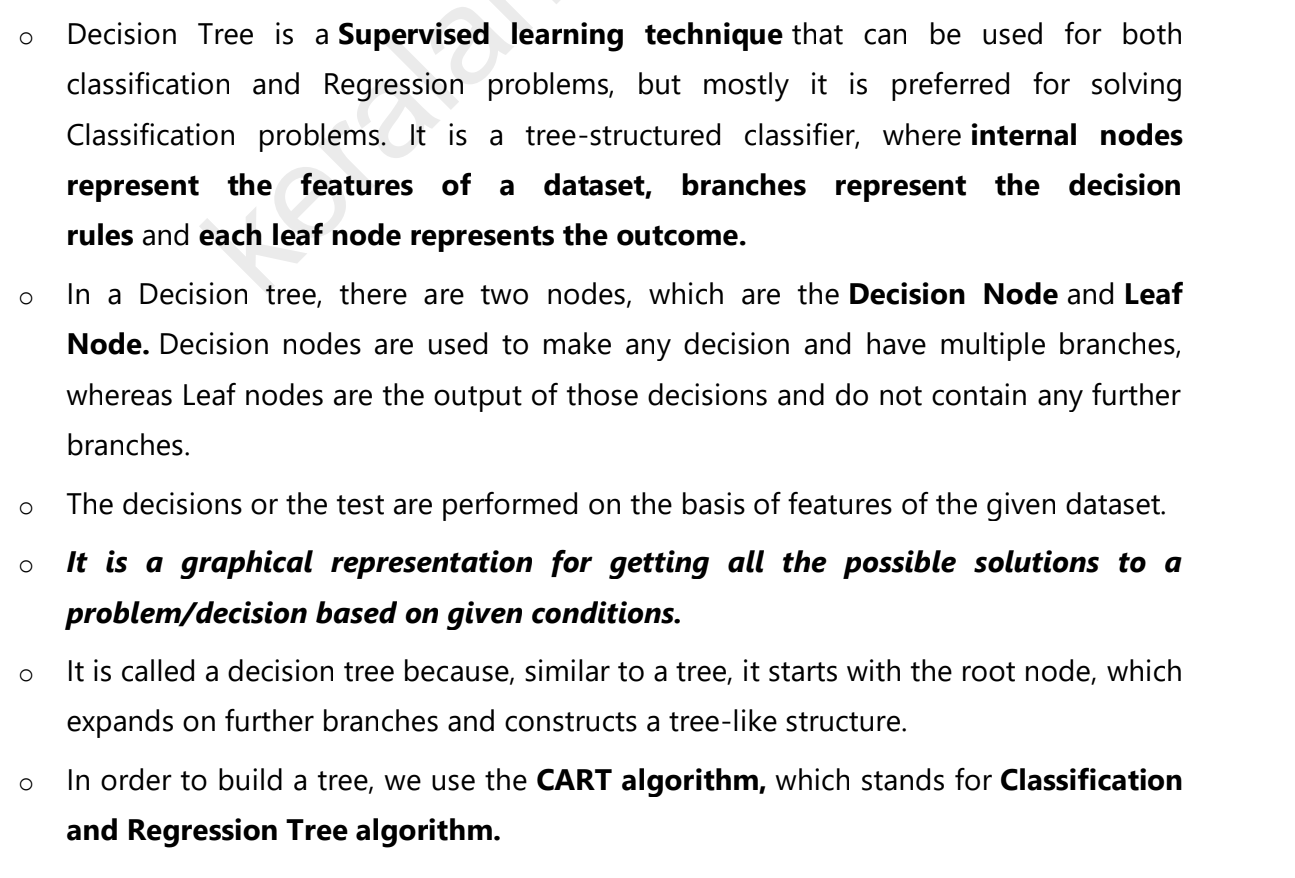 o Decision Tree is a Supervised learning technique that can be used for both
classification and Regression problems, but mostly it is preferred for solving
Classification problems. It is a tree-structured classifier, where internal nodes
represent the features of a dataset, branches represent the decision
rules and each leaf node represents the outcome.
o In a Decision tree, there are two nodes, which are the Decision Node and Leaf
Node. Decision nodes are used to make any decision and have multiple branches,
whereas Leaf nodes are the output of those decisions and do not contain any further
branches.
o The decisions or the test are performed on the basis of features of the given dataset.
o It is a graphical representation for getting all the possible solutions to a
problem/decision based on given conditions.
o It is called a decision tree because, similar to a tree, it starts with the root node, which
expands on further branches and constructs a tree-like structure.
o In order to build a tree, we use the CART algorithm, which stands for Classification
and Regression Tree algorithm.